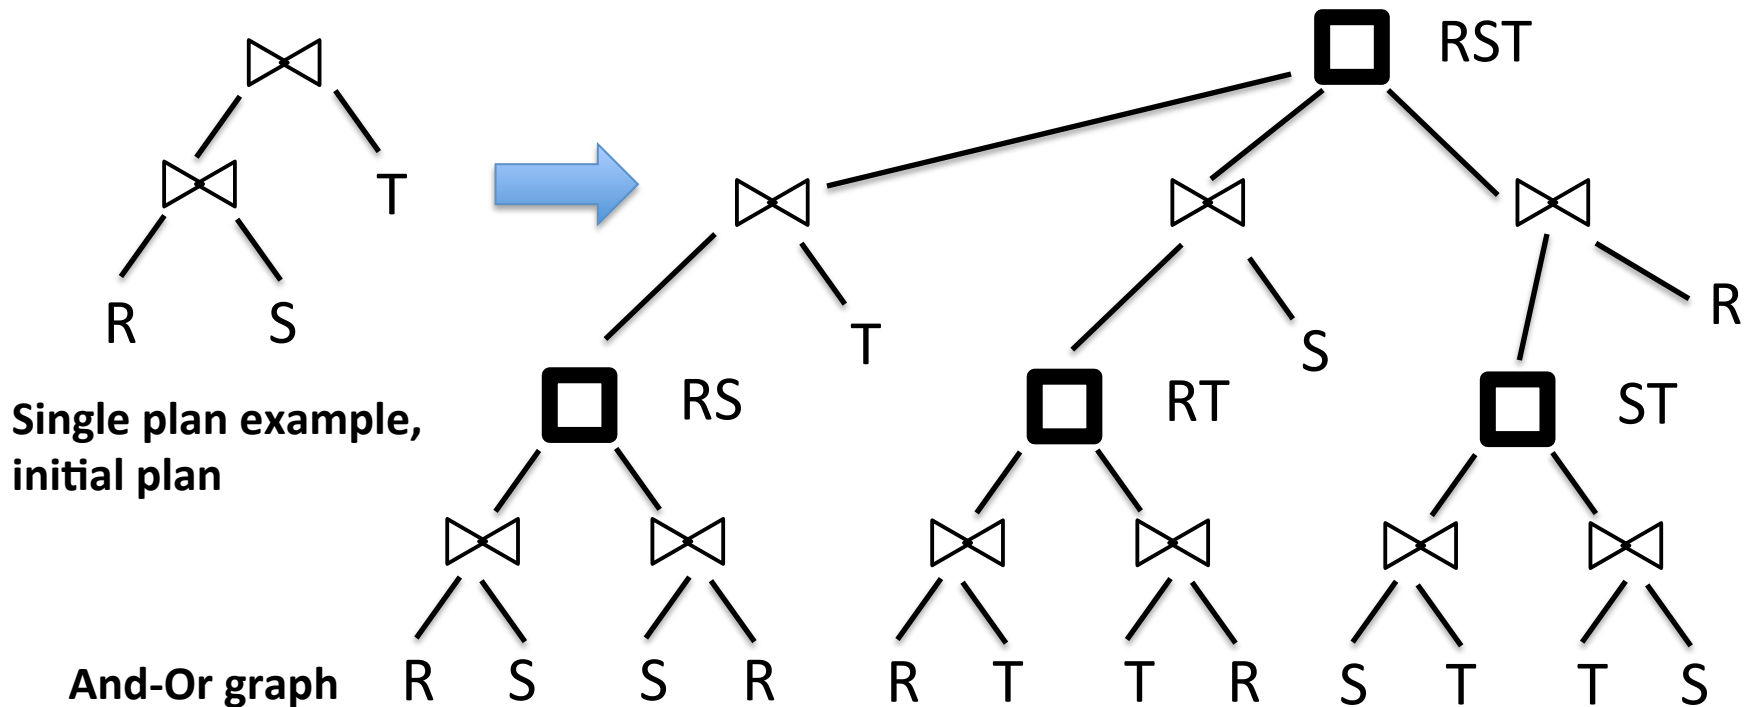 RST
T
R
R
S
T
S
RS
RT
ST
Single plan example,
initial plan
And-Or graph
R S S R R T T R S T T S